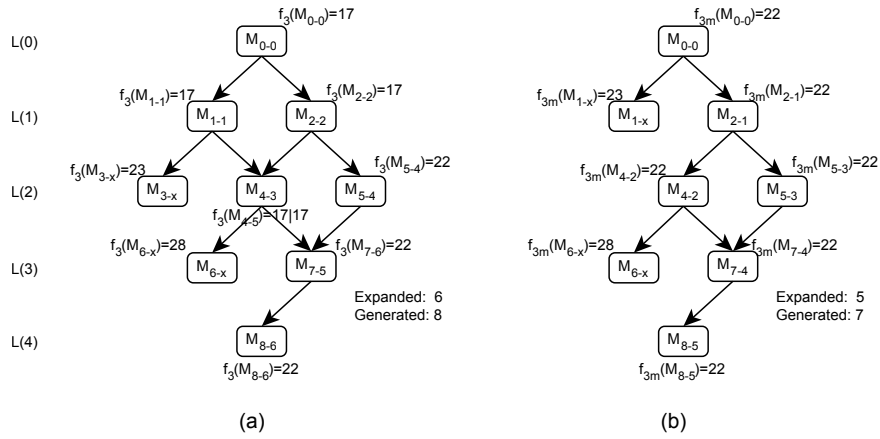 f3(M0-0)=17
f3m(M0-0)=22
L(0)
M0-0
M0-0
f3(M1-1)=17
f3(M2-2)=17
f3m(M1-x)=23
f3m(M2-1)=22
L(1)
M1-1
M2-2
M1-x
M2-1
f3(M3-x)=23
f3(M5-4)=22
f3m(M4-2)=22
f3m(M5-3)=22
L(2)
M3-x
M4-3
M5-4
M4-2
M5-3
f3(M4-5)=17|17
f3(M6-x)=28
f3(M7-6)=22
f3m(M6-x)=28
f3m(M7-4)=22
L(3)
M6-x
M7-5
M6-x
M7-4
Expanded: 6
Generated: 8
Expanded: 5
Generated: 7
L(4)
M8-6
M8-5
f3(M8-6)=22
f3m(M8-5)=22
(a)
(b)